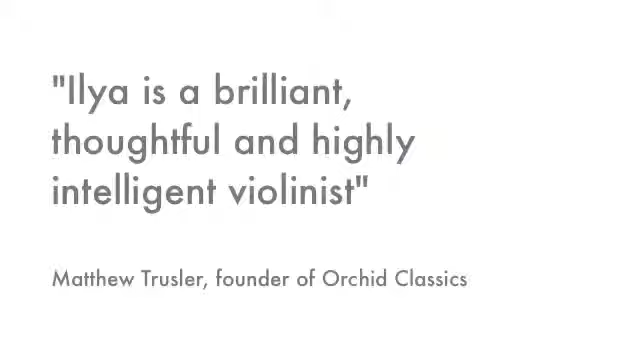 "Ilya is a brilliant,
thoughtful and highly
intelligent violinist"
Matthew Trusler, founder of Orchid Classics